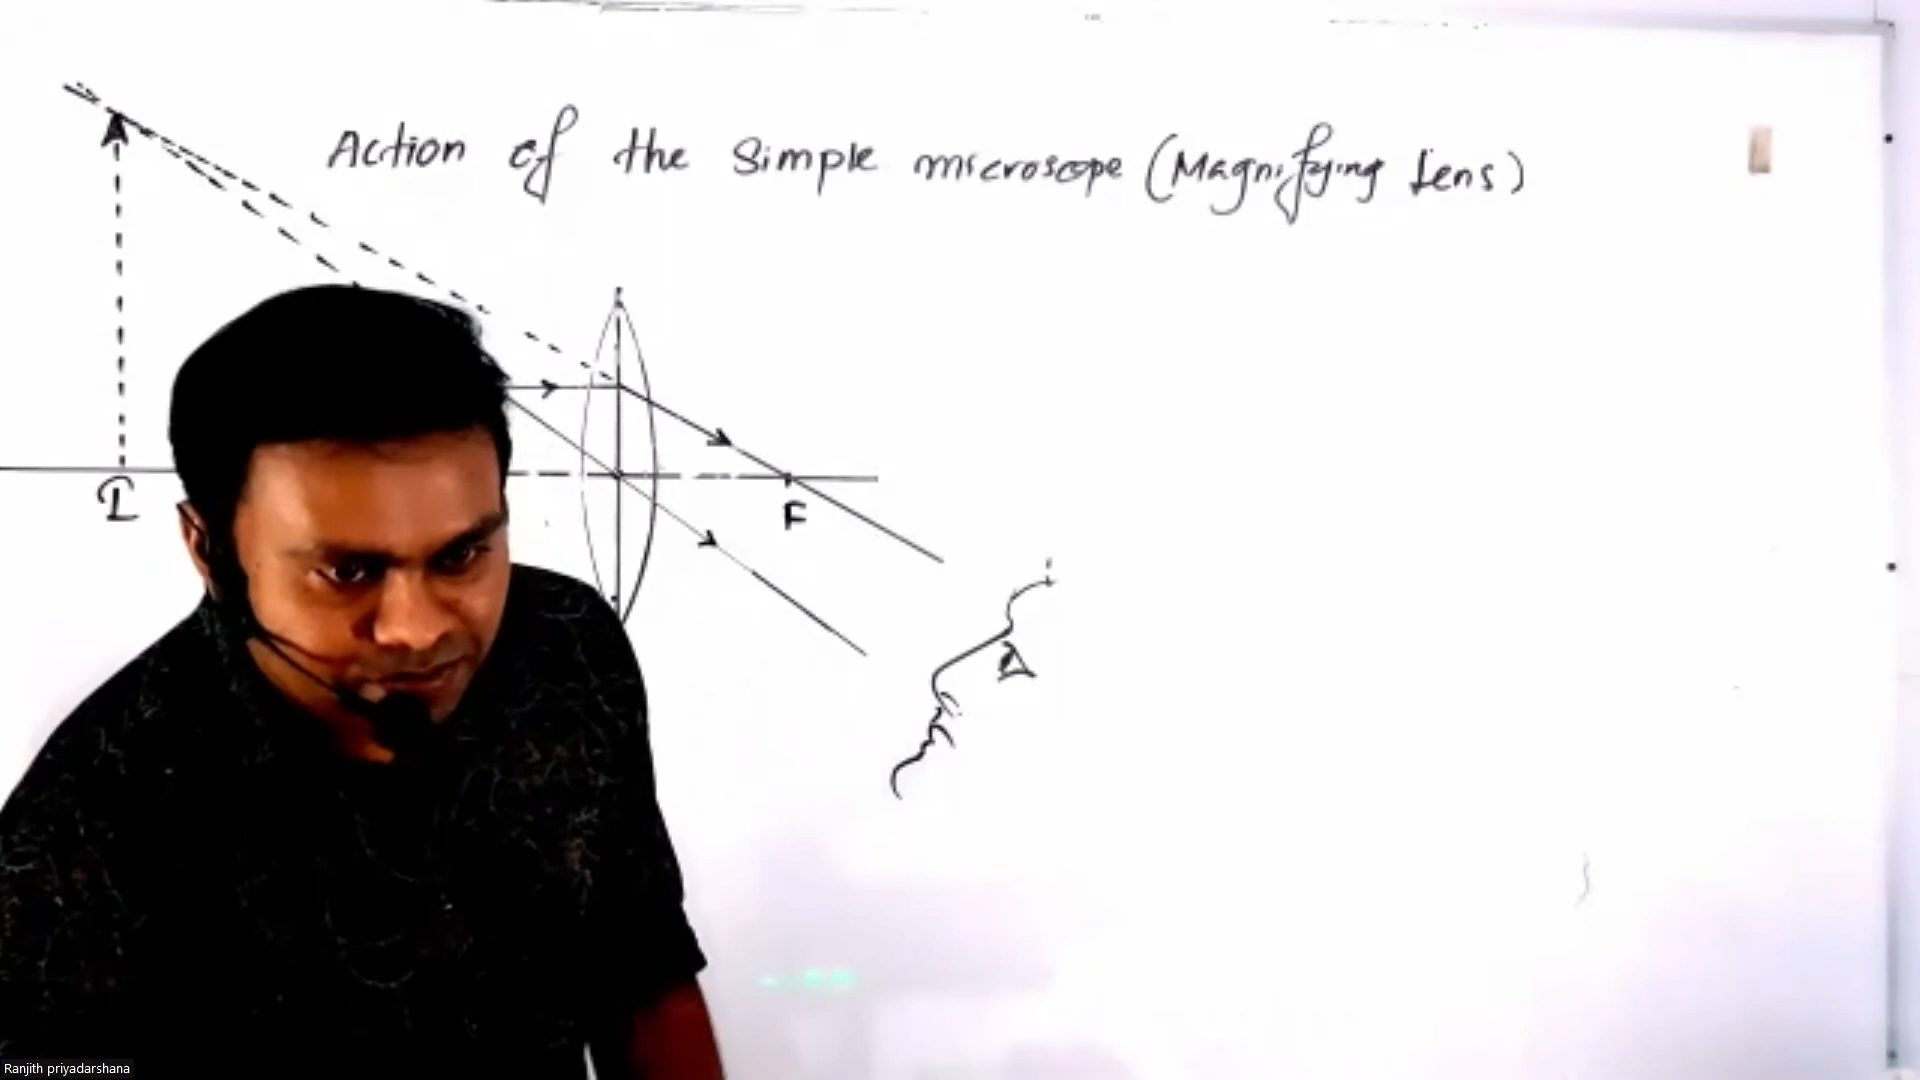 Action of the Simple microscope (Magnifying Lens)
I
F
Ranjith priyadarshana